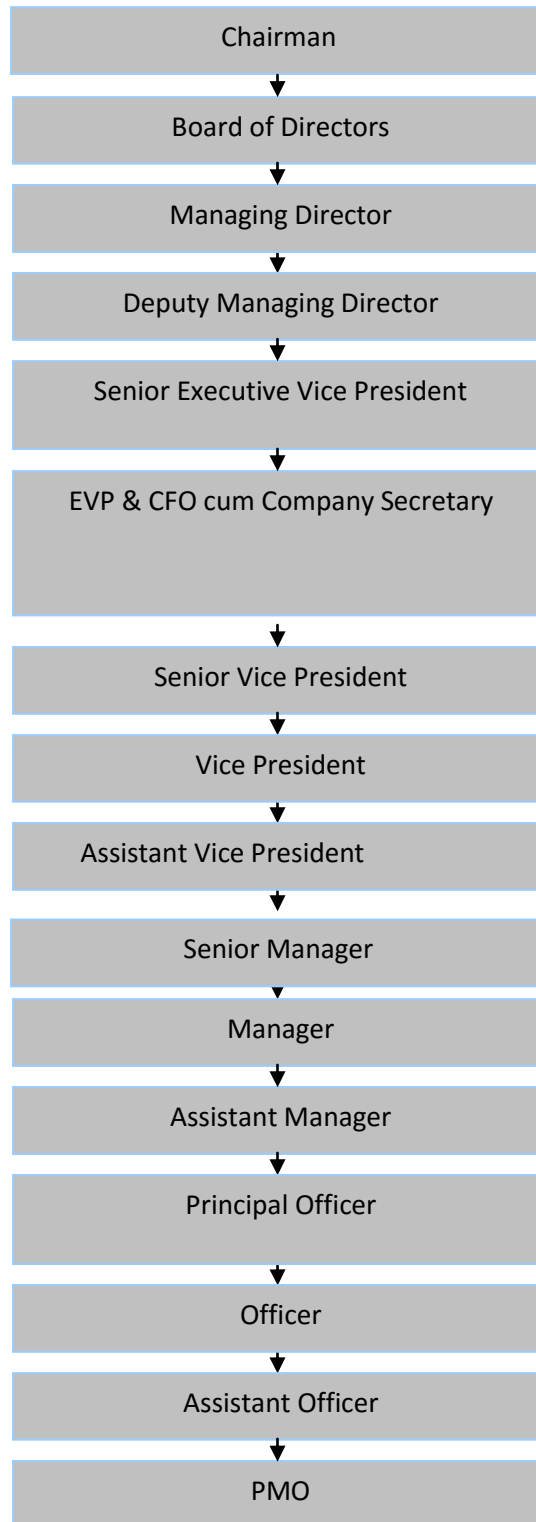 Chairman
Board of Directors
Managing Director
Deputy Managing Director
Senior Executive Vice President
EVP & CFO cum Company Secretary
Senior Vice President
Vice President
Assistant Vice President
Senior Manager
Manager
Assistant Manager
Principal Officer
Officer
Assistant Officer
PMO